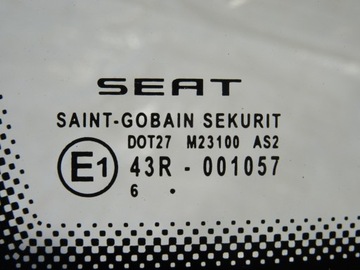 SEAT
SAINT-GOBAIN SEKURIT
DOT27 M23100 AS2
E1 43R - 001057
6 .